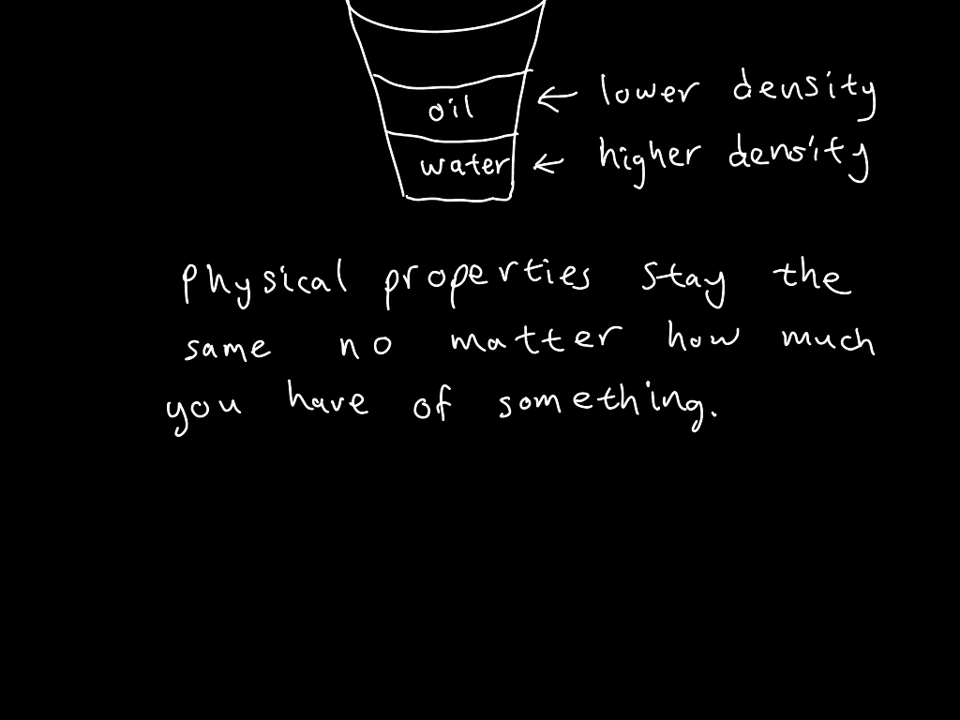 oil ← lower density
water ← higher density
Physical properties stay the
same no matter how much
you have of something.